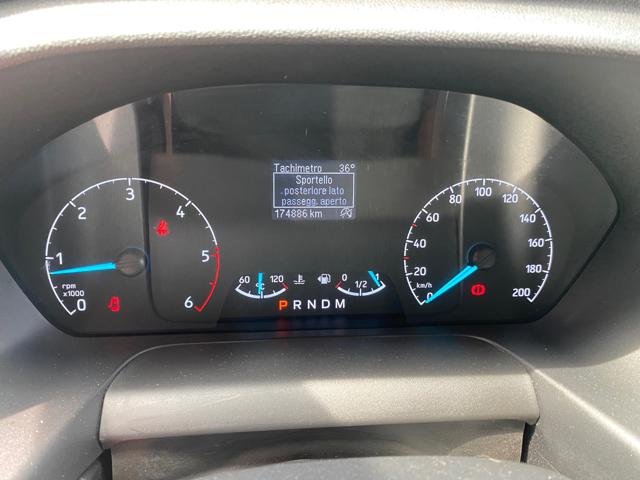 Tachimetro 36°
Sportello
posteriore lato
passegg. aperto
174886 km
0 1 2 3 4 5 6
rpm
x1000
60 120
°C
0 1/2 1
P R N D M
0 20 40 60 80 100 120 140 160 180 200
km/h